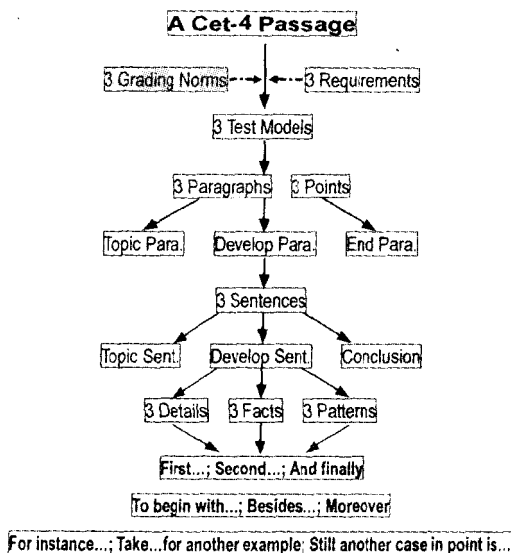 A Cet-4 Passage
3 Grading Norms 3 Requirements
3 Test Models
3 Paragraphs 3 Points
Topic Para. Develop Para. End Para.
3 Sentences
Topic Sent. Develop Sent. Conclusion
3 Details 3 Facts 3 Patterns
First...; Second...; And finally
To begin with...; Besides...; Moreover
For instance...; Take...for another example; Still another case in point is...